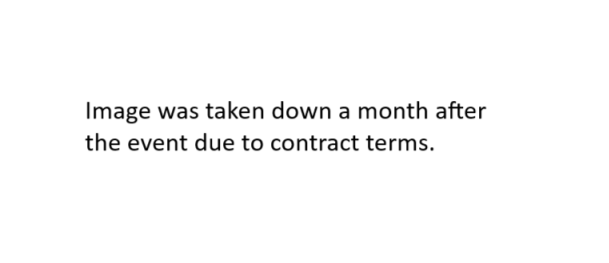 Image was taken down a month after
the event due to contract terms.